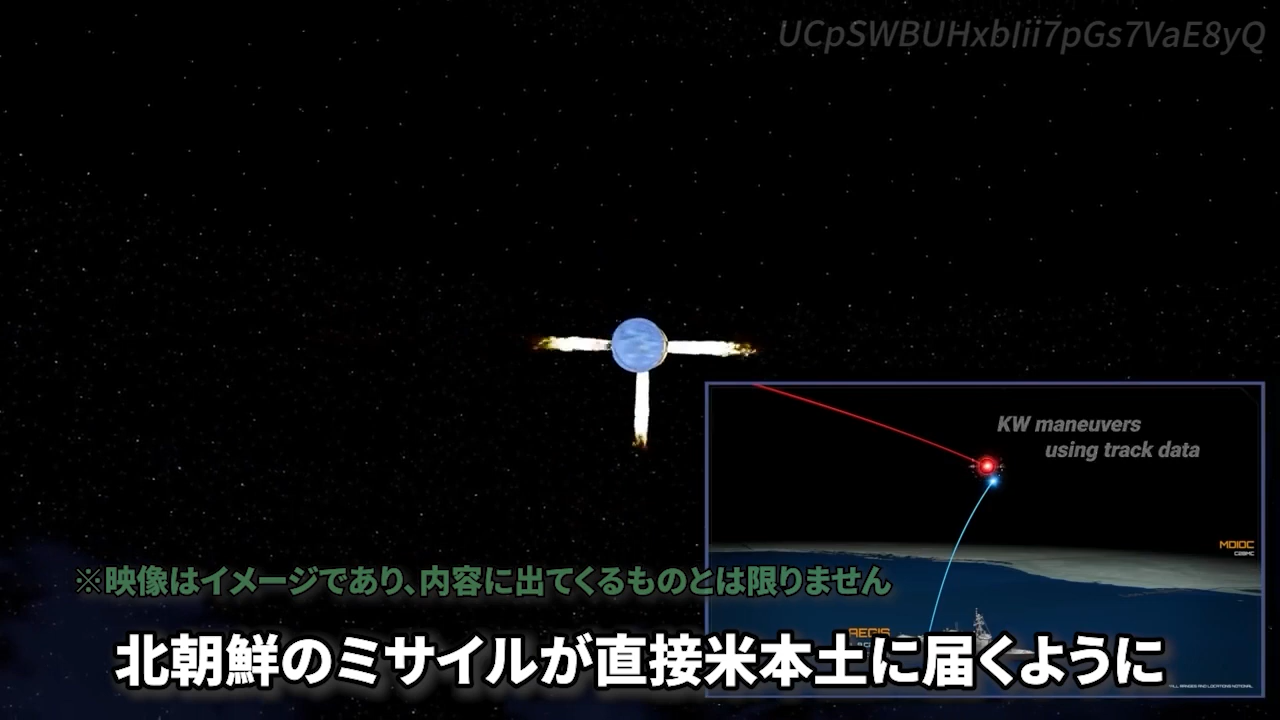 UCpSWBUHxbIii7pGs7VaE8yQ
KW maneuvers
using track data
MDIOC
※映像はイメージであり、内容に出てくるものとは限りません
AEGIS
北朝鮮のミサイルが直接米本土に届くように